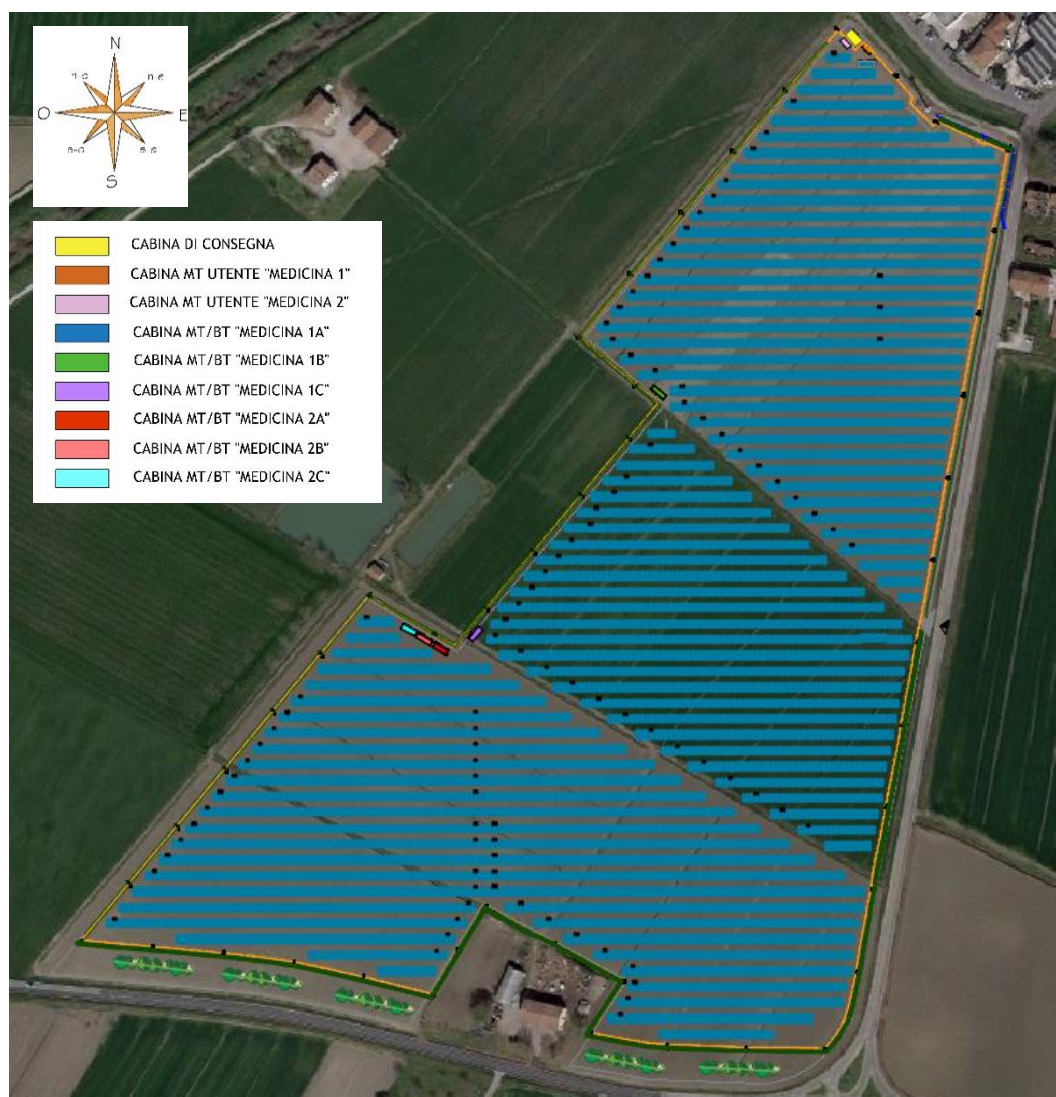 N
n-o n-e
O E
s-o s-e
S
CABINA DI CONSEGNA
CABINA MT UTENTE "MEDICINA 1"
CABINA MT UTENTE "MEDICINA 2"
CABINA MT/BT "MEDICINA 1A"
CABINA MT/BT "MEDICINA 1B"
CABINA MT/BT "MEDICINA 1C"
CABINA MT/BT "MEDICINA 2A"
CABINA MT/BT "MEDICINA 2B"
CABINA MT/BT "MEDICINA 2C"